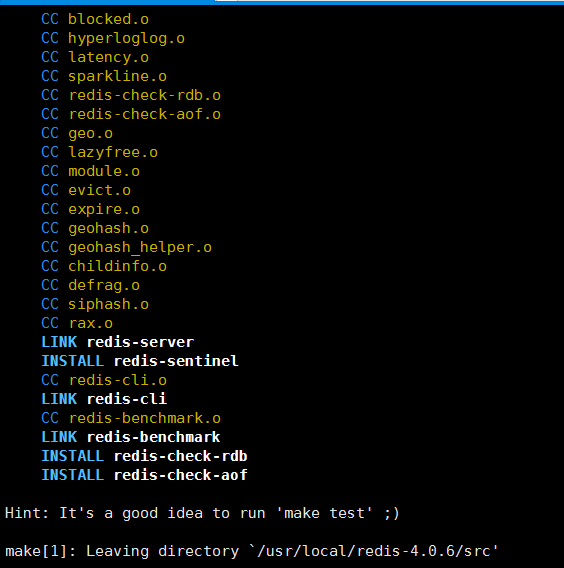 CC blocked.o
CC hyperloglog.o
CC latency.o
CC sparkline.o
CC redis-check-rdb.o
CC redis-check-aof.o
CC geo.o
CC lazyfree.o
CC module.o
CC evict.o
CC expire.o
CC geohash.o
CC geohash_helper.o
CC childinfo.o
CC defrag.o
CC siphash.o
CC rax.o
LINK redis-server
INSTALL redis-sentinel
CC redis-cli.o
LINK redis-cli
CC redis-benchmark.o
LINK redis-benchmark
INSTALL redis-check-rdb
INSTALL redis-check-aof
Hint: It's a good idea to run 'make test' ;)
make[1]: Leaving directory `/usr/local/redis-4.0.6/src'